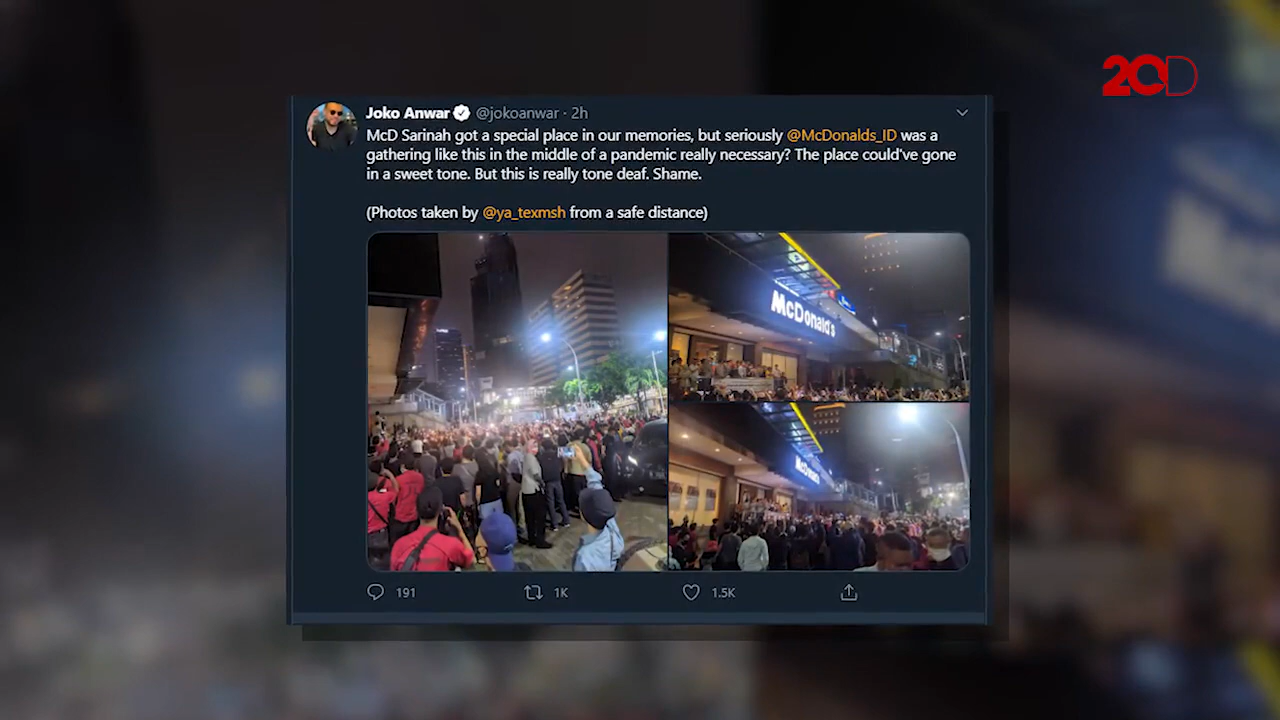 20D
Joko Anwar @jokoanwar · 2h
McD Sarinah got a special place in our memories, but seriously @McDonalds_ID was a
gathering like this in the middle of a pandemic really necessary? The place could've gone
in a sweet tone. But this is really tone deaf. Shame.
(Photos taken by @ya_texmsh from a safe distance)
McDonald's
McDonald's
191
1K
1.5K